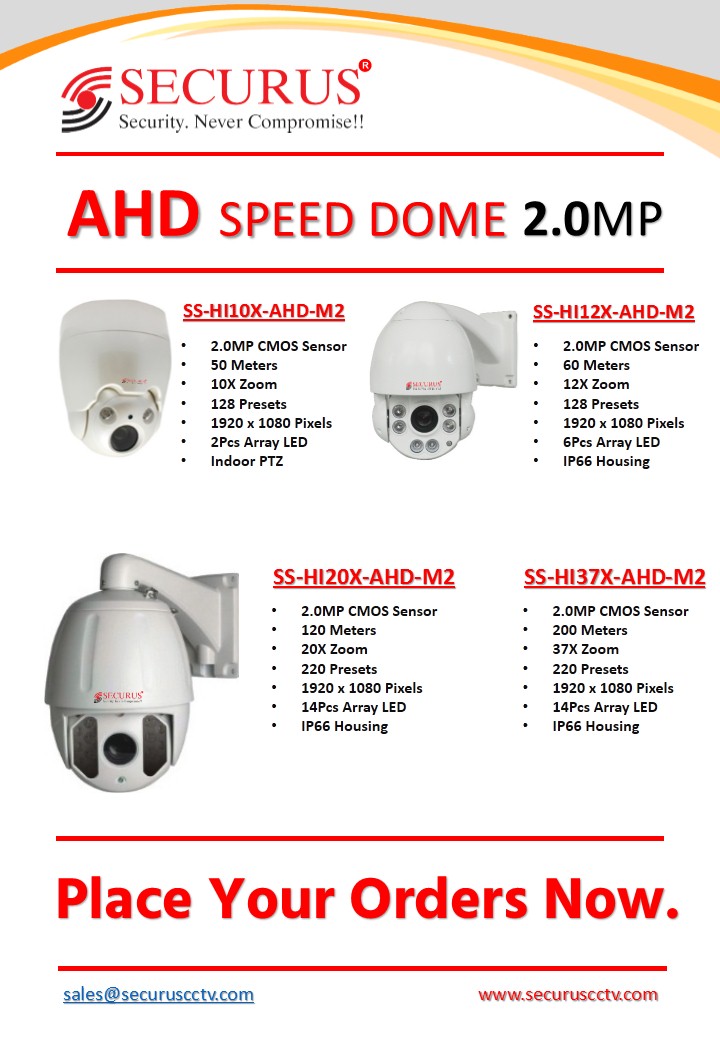 SECURUS®
Security. Never Compromise!!
AHD SPEED DOME 2.0MP
SS-HI10X-AHD-M2
• 2.0MP CMOS Sensor
• 50 Meters
• 10X Zoom
• 128 Presets
• 1920 x 1080 Pixels
• 2Pcs Array LED
• Indoor PTZ
SS-HI12X-AHD-M2
• 2.0MP CMOS Sensor
• 60 Meters
• 12X Zoom
• 128 Presets
• 1920 x 1080 Pixels
• 6Pcs Array LED
• IP66 Housing
SECURUS
SECURUS
SS-HI20X-AHD-M2
• 2.0MP CMOS Sensor
• 120 Meters
• 20X Zoom
• 220 Presets
• 1920 x 1080 Pixels
• 14Pcs Array LED
• IP66 Housing
SS-HI37X-AHD-M2
• 2.0MP CMOS Sensor
• 200 Meters
• 37X Zoom
• 220 Presets
• 1920 x 1080 Pixels
• 14Pcs Array LED
• IP66 Housing
Place Your Orders Now.
sales@securuscctv.com
www.securuscctv.com